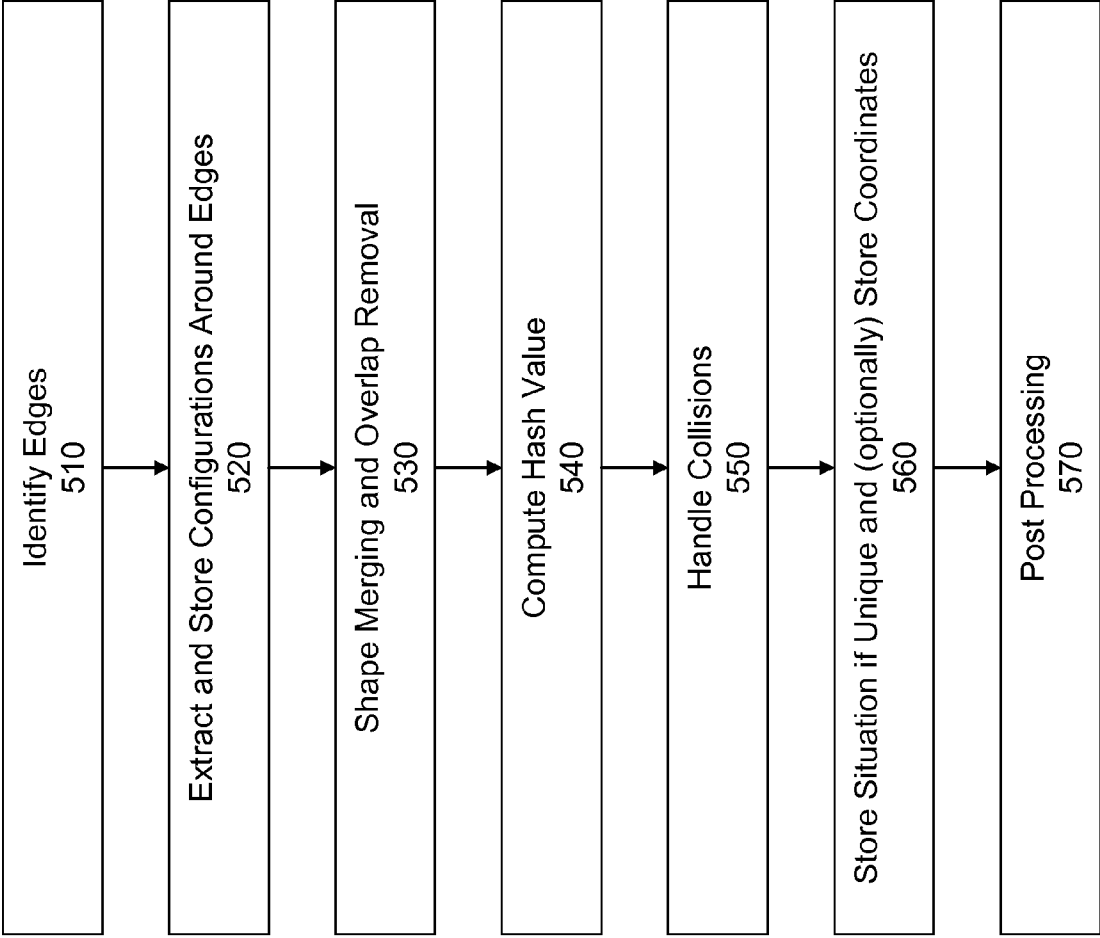 Identify Edges
510
Extract and Store Configurations Around Edges
520
Shape Merging and Overlap Removal
530
Compute Hash Value
540
Handle Collisions
550
Store Situation if Unique and (optionally) Store Coordinates
560
Post Processing
570